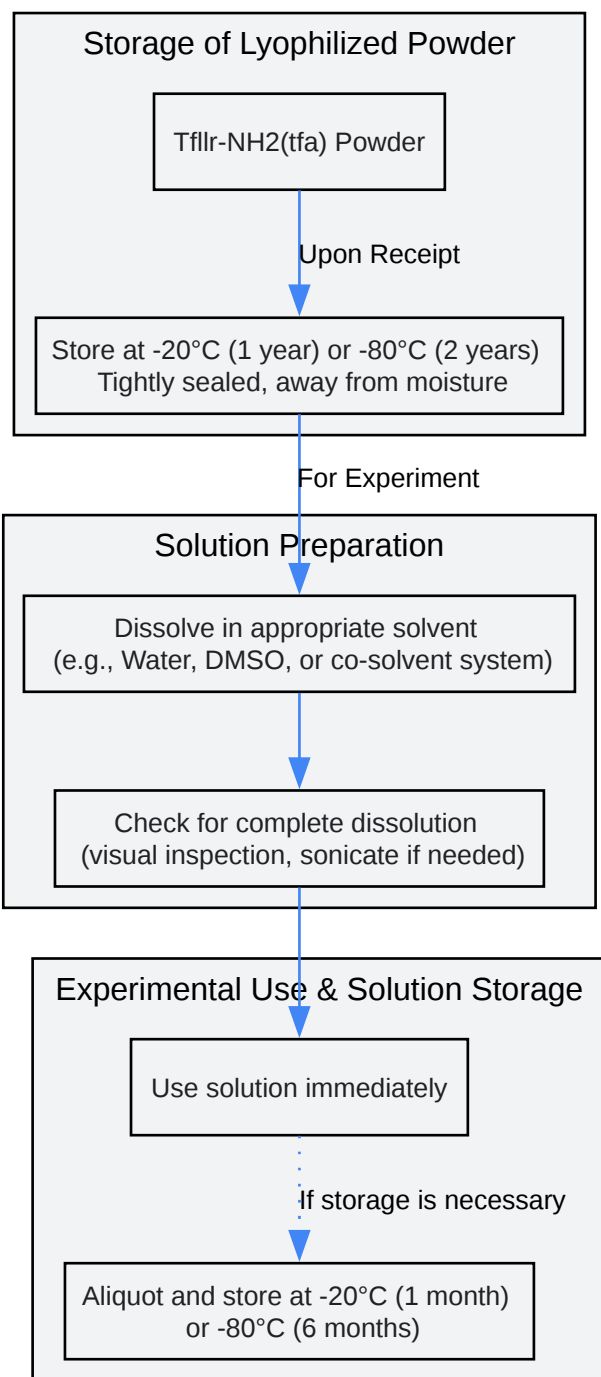 Storage of Lyophilized Powder
Tfllr-NH2(tfa) Powder
Upon Receipt
Store at -20°C (1 year) or -80°C (2 years)
Tightly sealed, away from moisture
For Experiment
Solution Preparation
Dissolve in appropriate solvent
(e.g., Water, DMSO, or co-solvent system)
Check for complete dissolution
(visual inspection, sonicate if needed)
Experimental Use & Solution Storage
Use solution immediately
If storage is necessary
Aliquot and store at -20°C (1 month)
or -80°C (6 months)